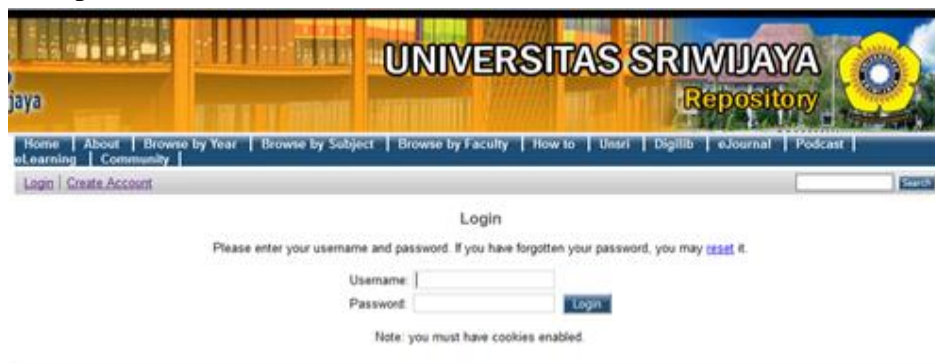 UNIVERSITAS SRIWIJAYA
Repository
jaya
Home | About | Browse by Year | Browse by Subject | Browse by Faculty | How to | Unsri | Digilib | eJournal | Podcast |
eLearning | Community |
Login | Create Account
Search
Login
Please enter your username and password. If you have forgotten your password, you may reset it.
Username:
Password:
Login
Note: you must have cookies enabled.